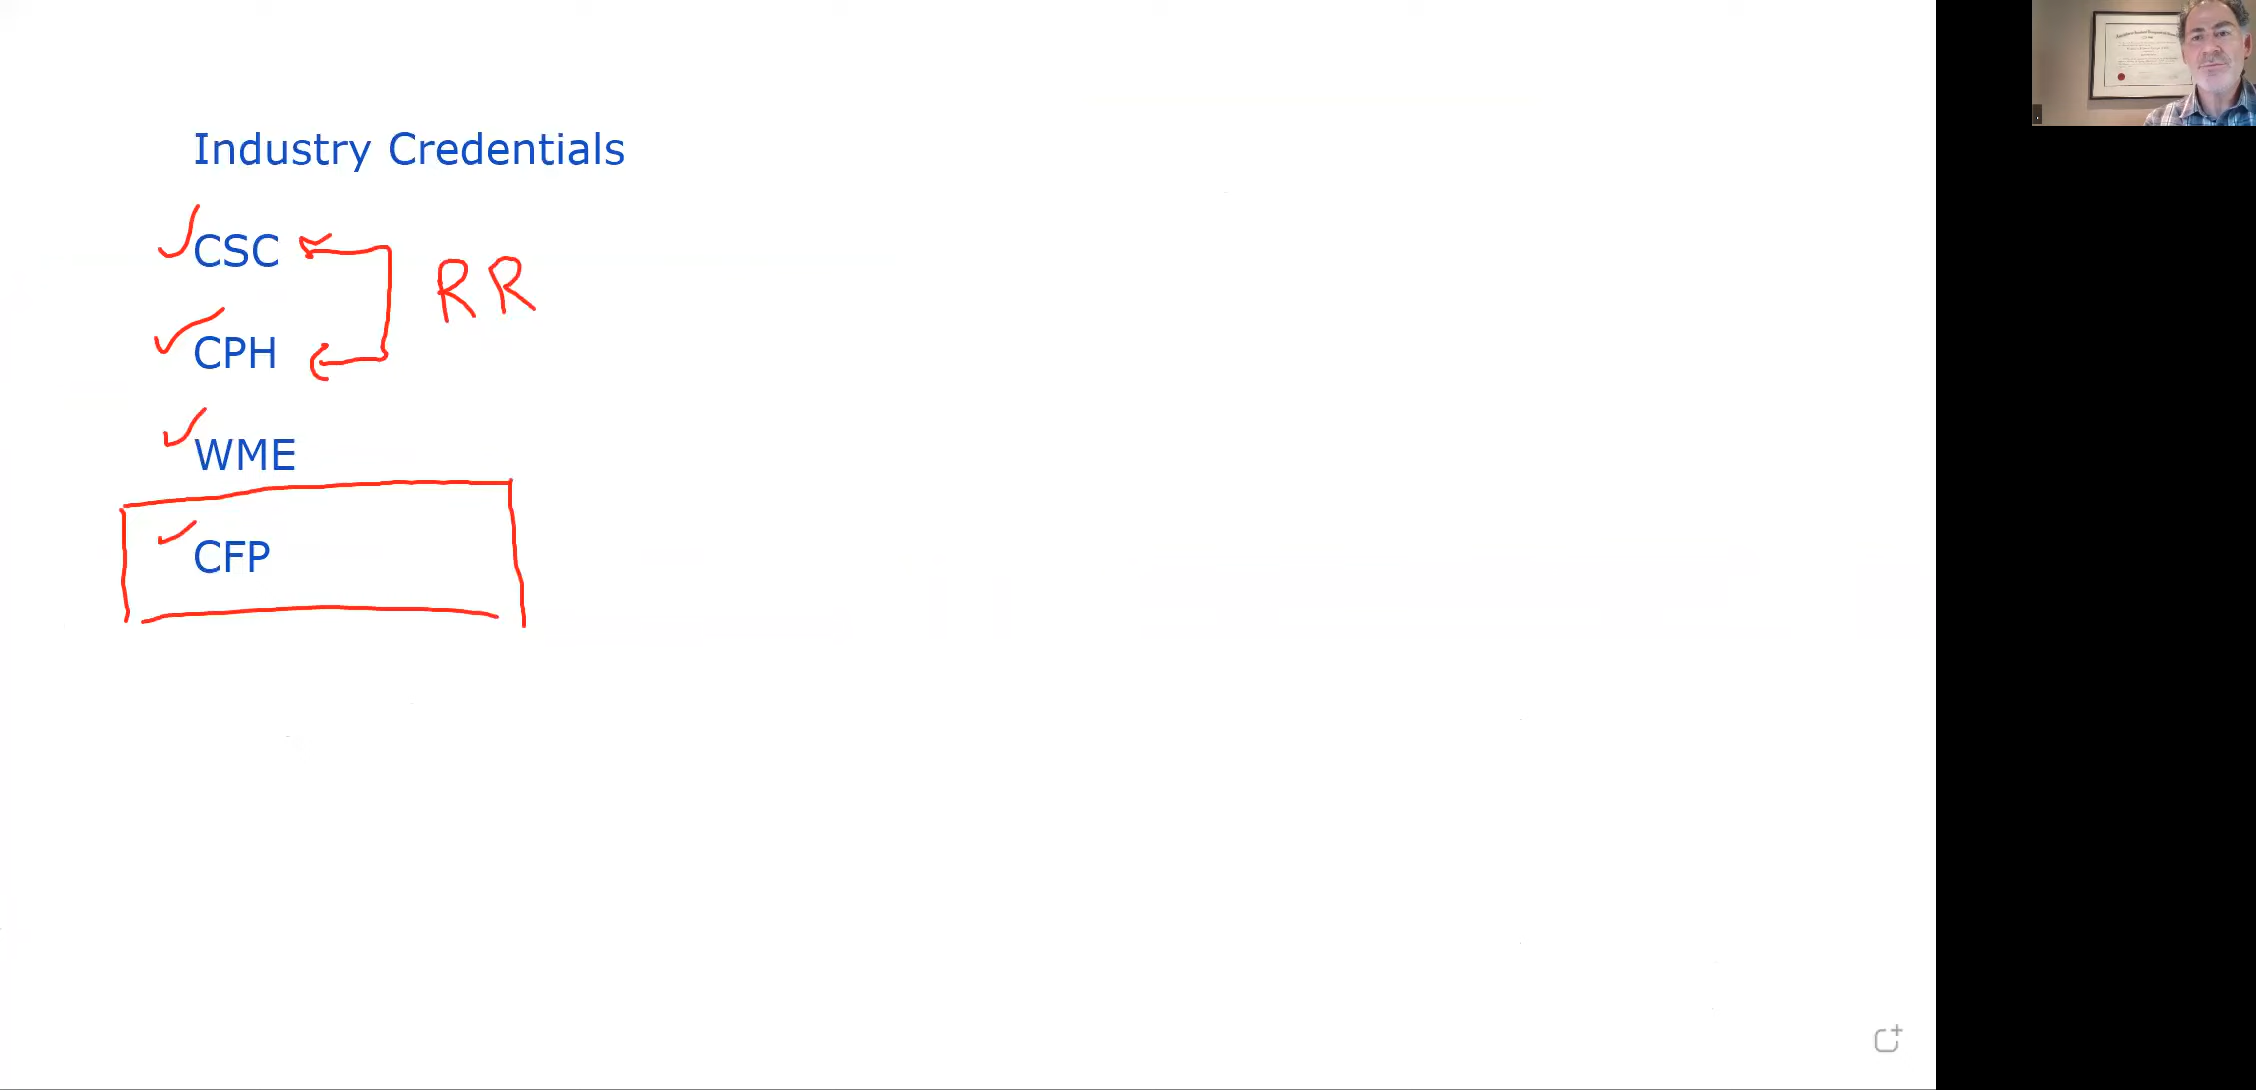 Industry Credentials
CSC
RR
CPH
WME
CFP